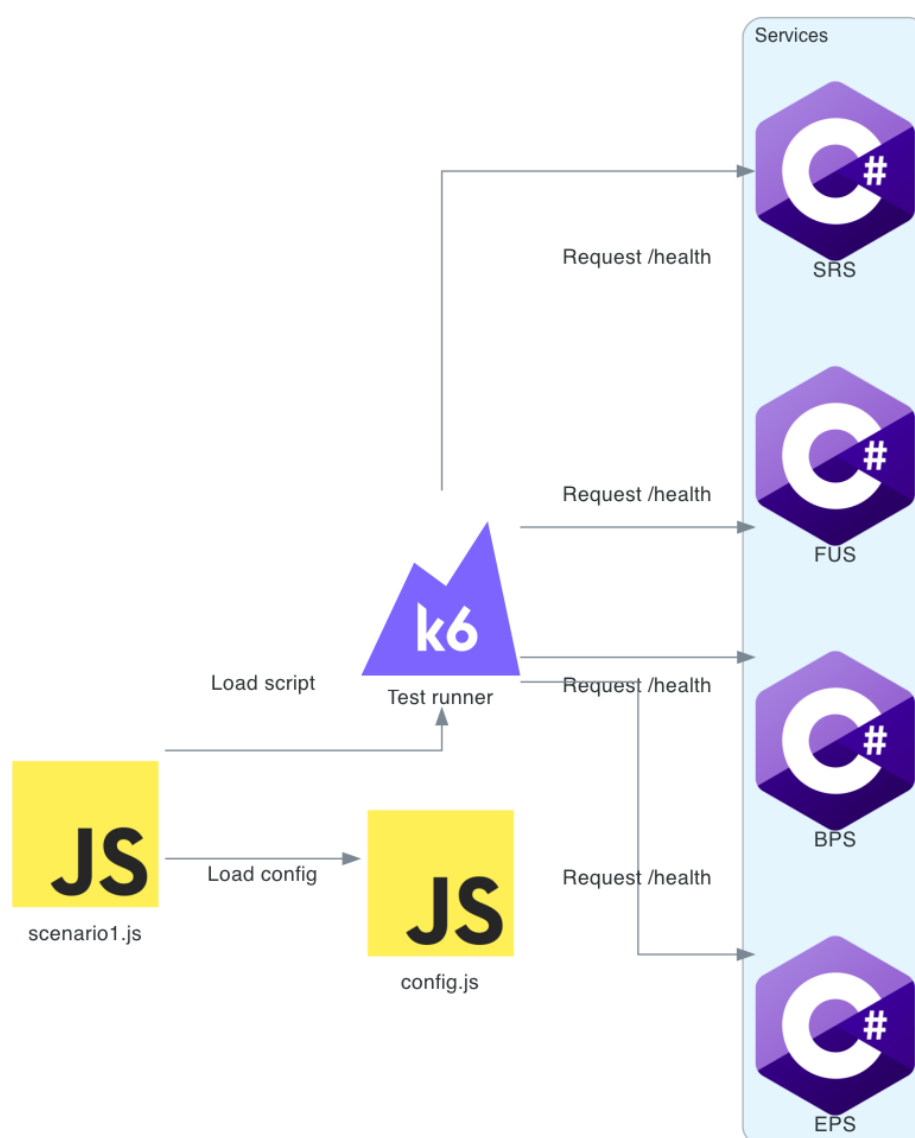 Services
C#
SRS
Request /health
C#
FUS
Request /health
k6
Test runner
Load script
C#
BPS
Request /health
JS
scenario1.js
Load config
JS
config.js
Request /health
C#
EPS